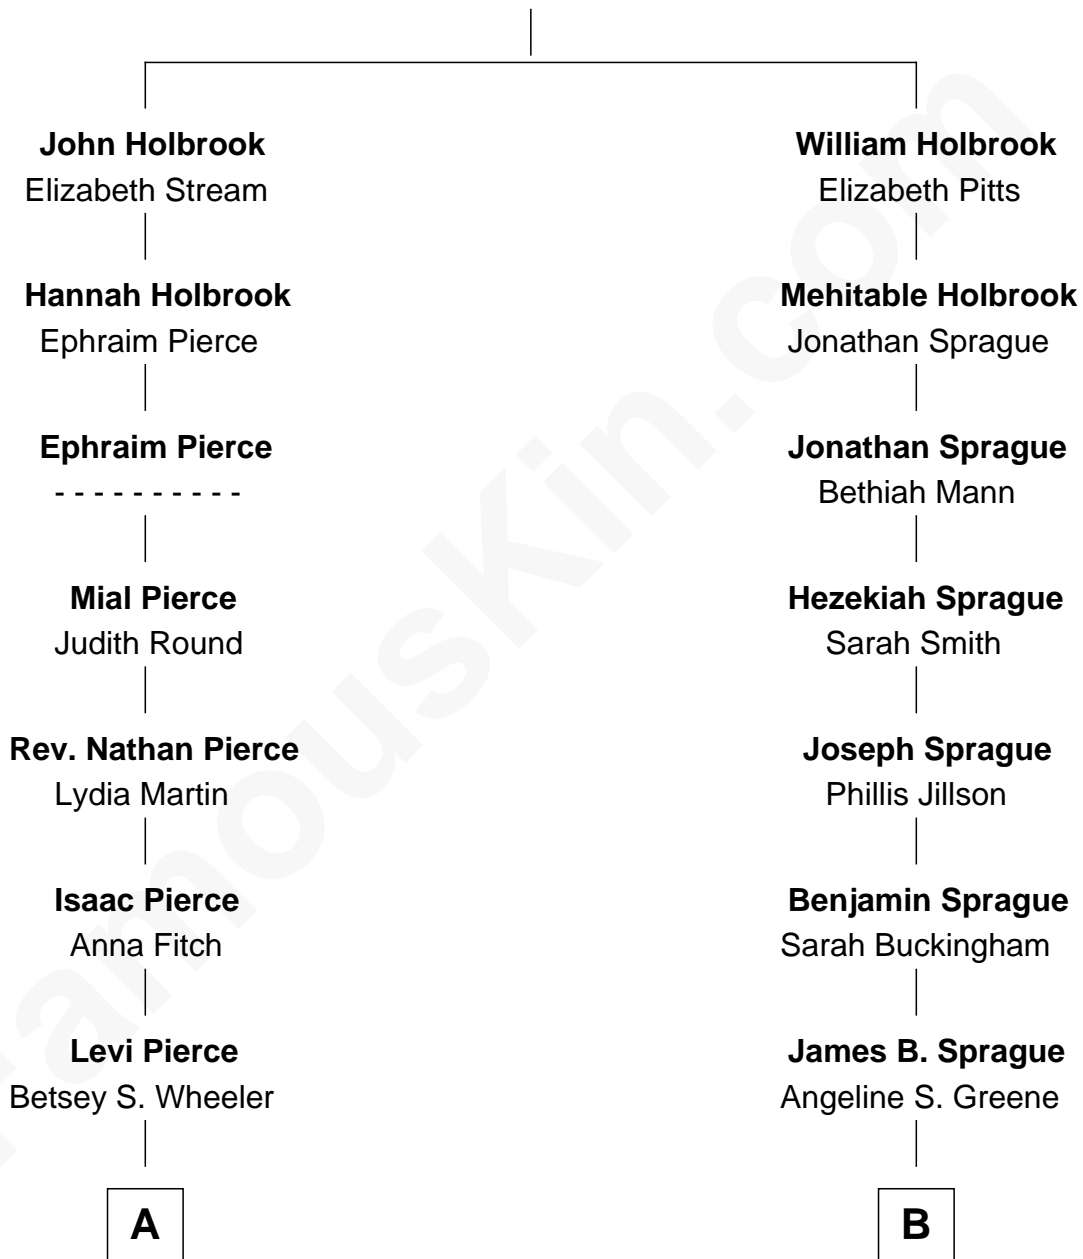 John Holbrook
Elizabeth Stream
Hannah Holbrook
Ephraim Pierce
Ephraim Pierce
- - - - - - - - - -
Mial Pierce
Judith Round
Rev. Nathan Pierce
Lydia Martin
Isaac Pierce
Anna Fitch
Levi Pierce
Betsey S. Wheeler
A
William Holbrook
Elizabeth Pitts
Mehitable Holbrook
Jonathan Sprague
Jonathan Sprague
Bethiah Mann
Hezekiah Sprague
Sarah Smith
Joseph Sprague
Phillis Jillson
Benjamin Sprague
Sarah Buckingham
James B. Sprague
Angeline S. Greene
B
FamousKin.com